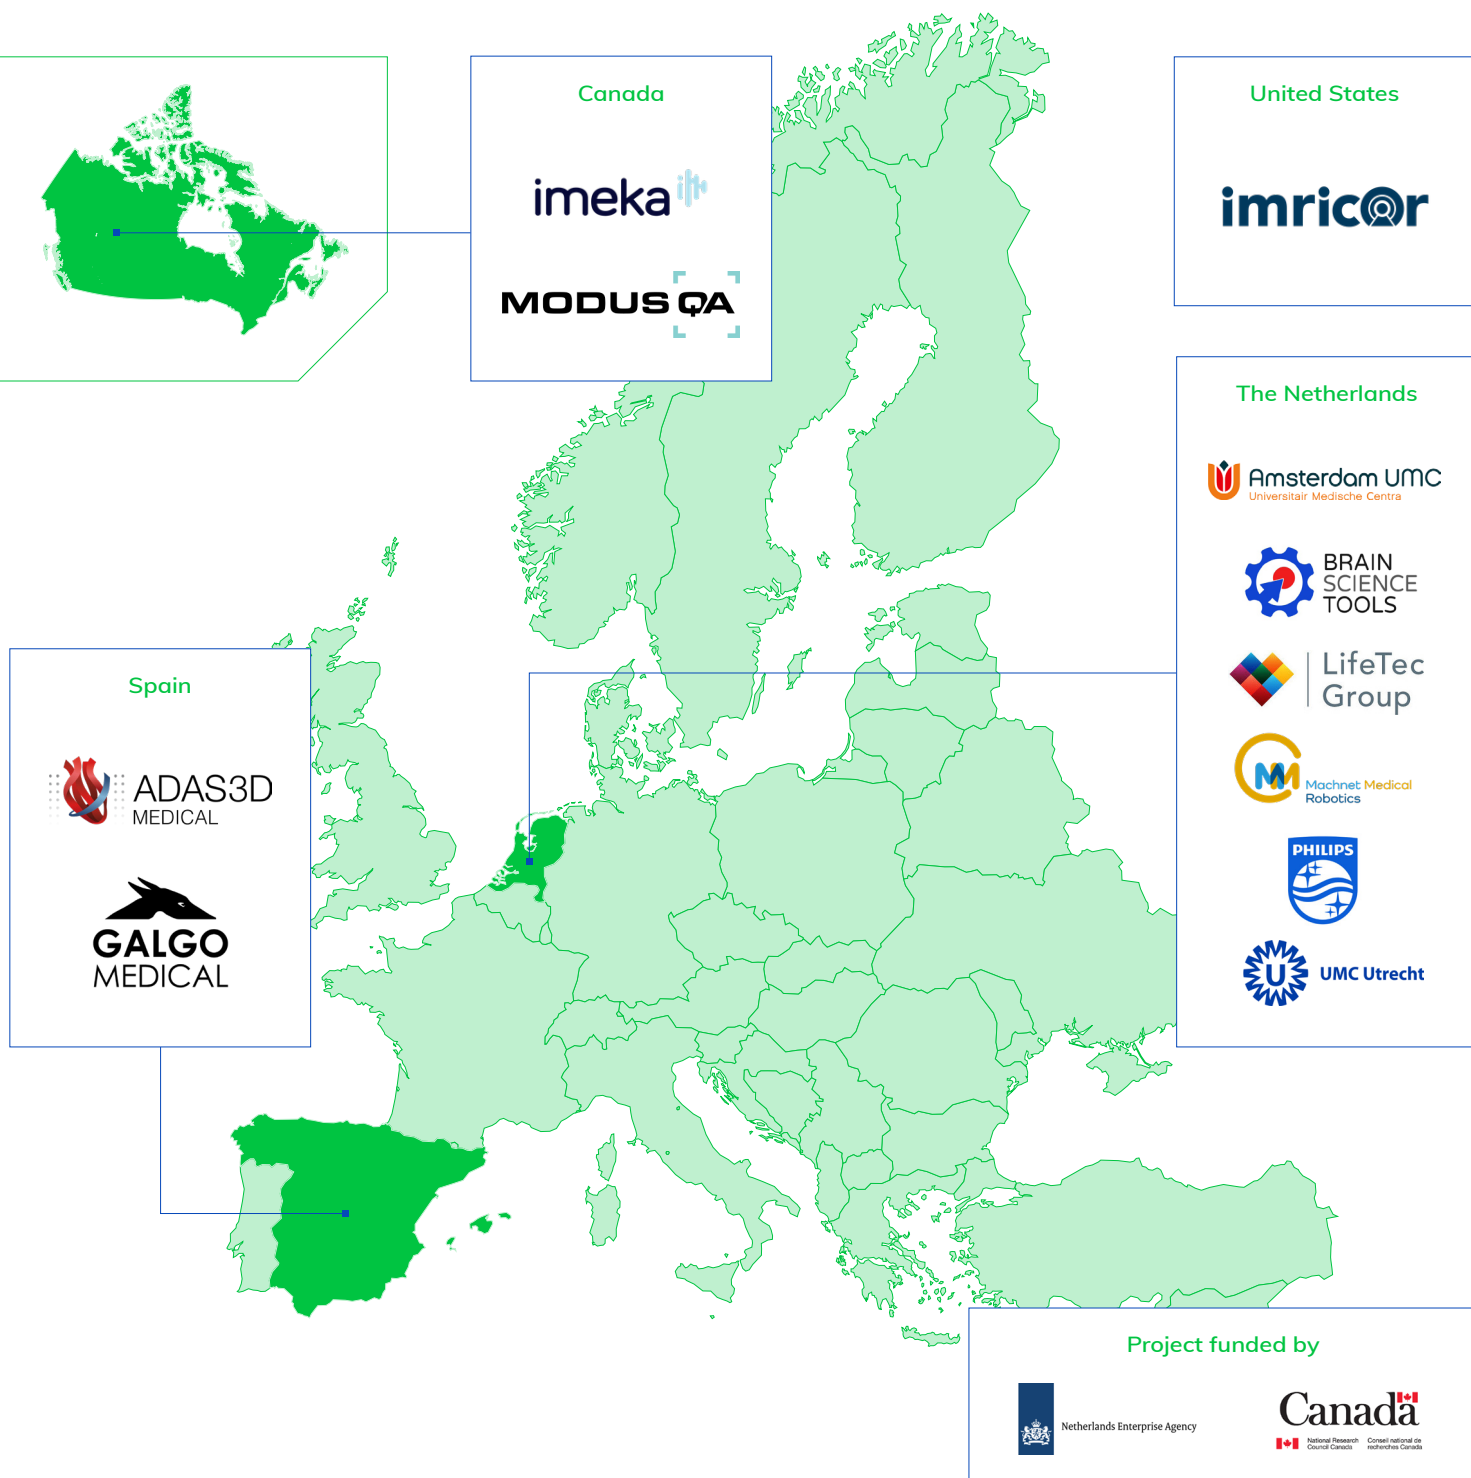 Canada
imeka
MODUS QA
United States
imricor
The Netherlands
Amsterdam UMC
Universitair Medische Centra
BRAIN
SCIENCE
TOOLS
LifeTec
Group
Machnet Medical
Robotics
PHILIPS
U
UMC Utrecht
Spain
ADAS3D
MEDICAL
GALGO
MEDICAL
Project funded by
Netherlands Enterprise Agency
Canada
National Research Conseil national de
Council Canada recherches Canada